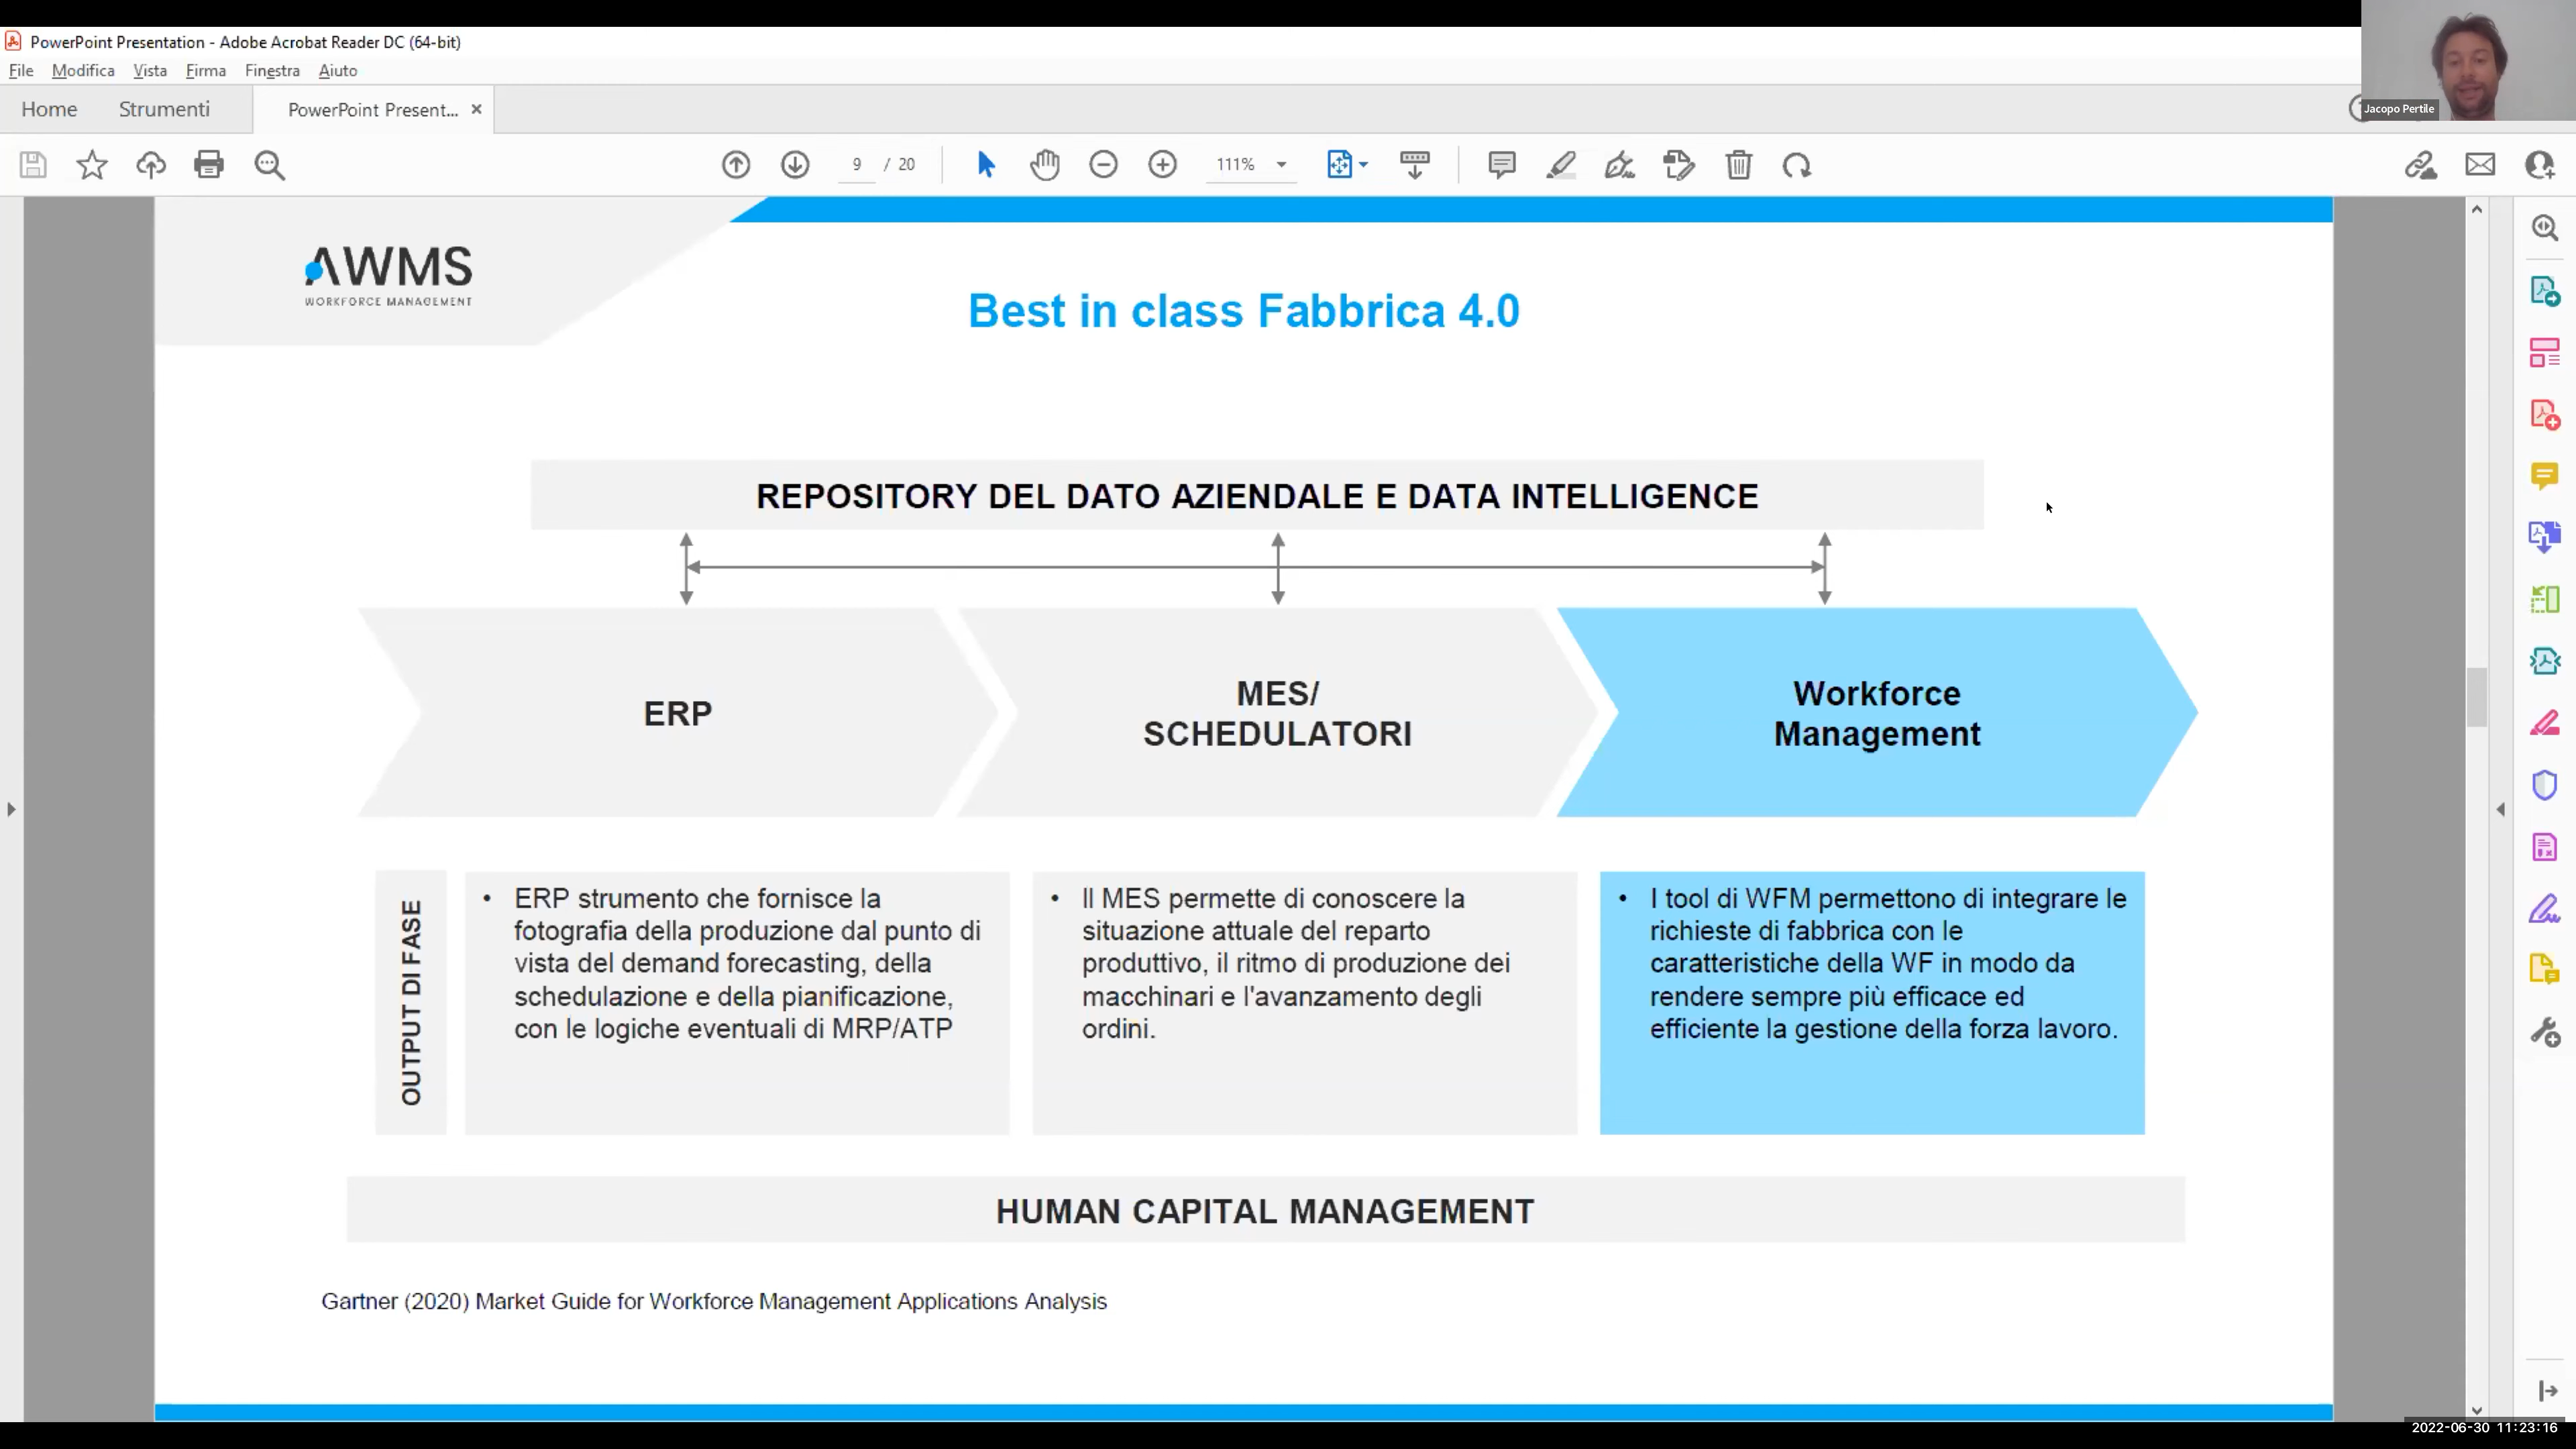 PowerPoint Presentation - Adobe Acrobat Reader DC (64-bit)
File Modifica Vista Firma Finestra Aiuto
Home Strumenti PowerPoint Present... ×
Jacopo Pertile
9 / 20 111%
AWMS
WORKFORCE MANAGEMENT
Best in class Fabbrica 4.0
REPOSITORY DEL DATO AZIENDALE E DATA INTELLIGENCE
ERP
MES/
SCHEDULATORI
Workforce
Management
OUTPUT DI FASE
• ERP strumento che fornisce la
fotografia della produzione dal punto di
vista del demand forecasting, della
schedulazione e della pianificazione,
con le logiche eventuali di MRP/ATP
• Il MES permette di conoscere la
situazione attuale del reparto
produttivo, il ritmo di produzione dei
macchinari e l'avanzamento degli
ordini.
• I tool di WFM permettono di integrare le
richieste di fabbrica con le
caratteristiche della WF in modo da
rendere sempre più efficace ed
efficiente la gestione della forza lavoro.
HUMAN CAPITAL MANAGEMENT
Gartner (2020) Market Guide for Workforce Management Applications Analysis
2022-06-30 11:23:16